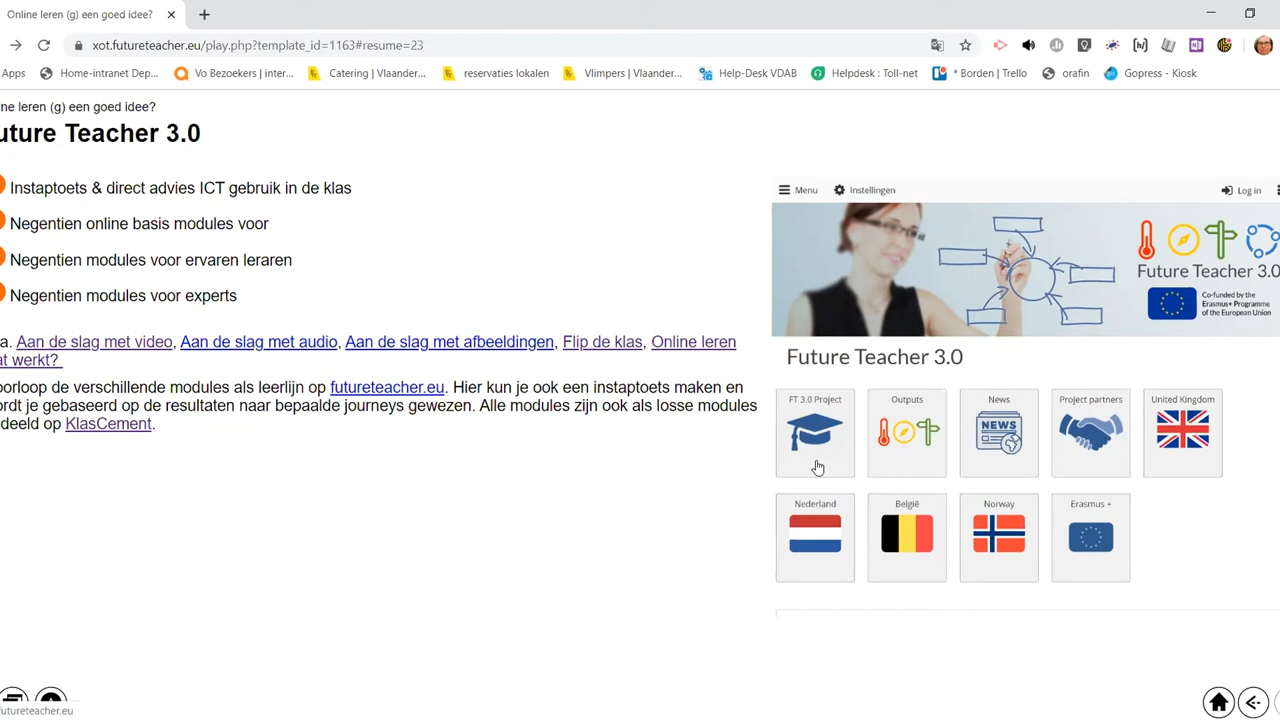 Online leren (g) een goed idee?
xot.futureteacher.eu/play.php?template_id=1163#resume=23
Apps
Home-intranet Dep...
Vo Bezoekers | inter...
Catering | Vlaander...
reservaties lokalen
Vlimpers | Vlaander...
Help-Desk VDAB
Helpdesk : Toll-net
* Borden | Trello
orafin
Gopress - Kiosk
ne leren (g) een goed idee?
uture Teacher 3.0
Instaptoets & direct advies ICT gebruik in de klas
Negentien online basis modules voor
Negentien modules voor ervaren leraren
Negentien modules voor experts
a. Aan de slag met video, Aan de slag met audio, Aan de slag met afbeeldingen, Flip de klas, Online leren
at werkt?
orloop de verschillende modules als leerlijn op futureteacher.eu. Hier kun je ook een instaptoets maken en
rdt je gebaseerd op de resultaten naar bepaalde journeys gewezen. Alle modules zijn ook als losse modules
deeld op KlasCement.
Menu
Instellingen
Log in
Future Teacher 3.0
Co-funded by the
Erasmus+ Programme
of the European Union
Future Teacher 3.0
FT 3.0 Project
Outputs
News
NEWS
Project partners
United Kingdom
Nederland
België
Norway
Erasmus +
futureteacher.eu